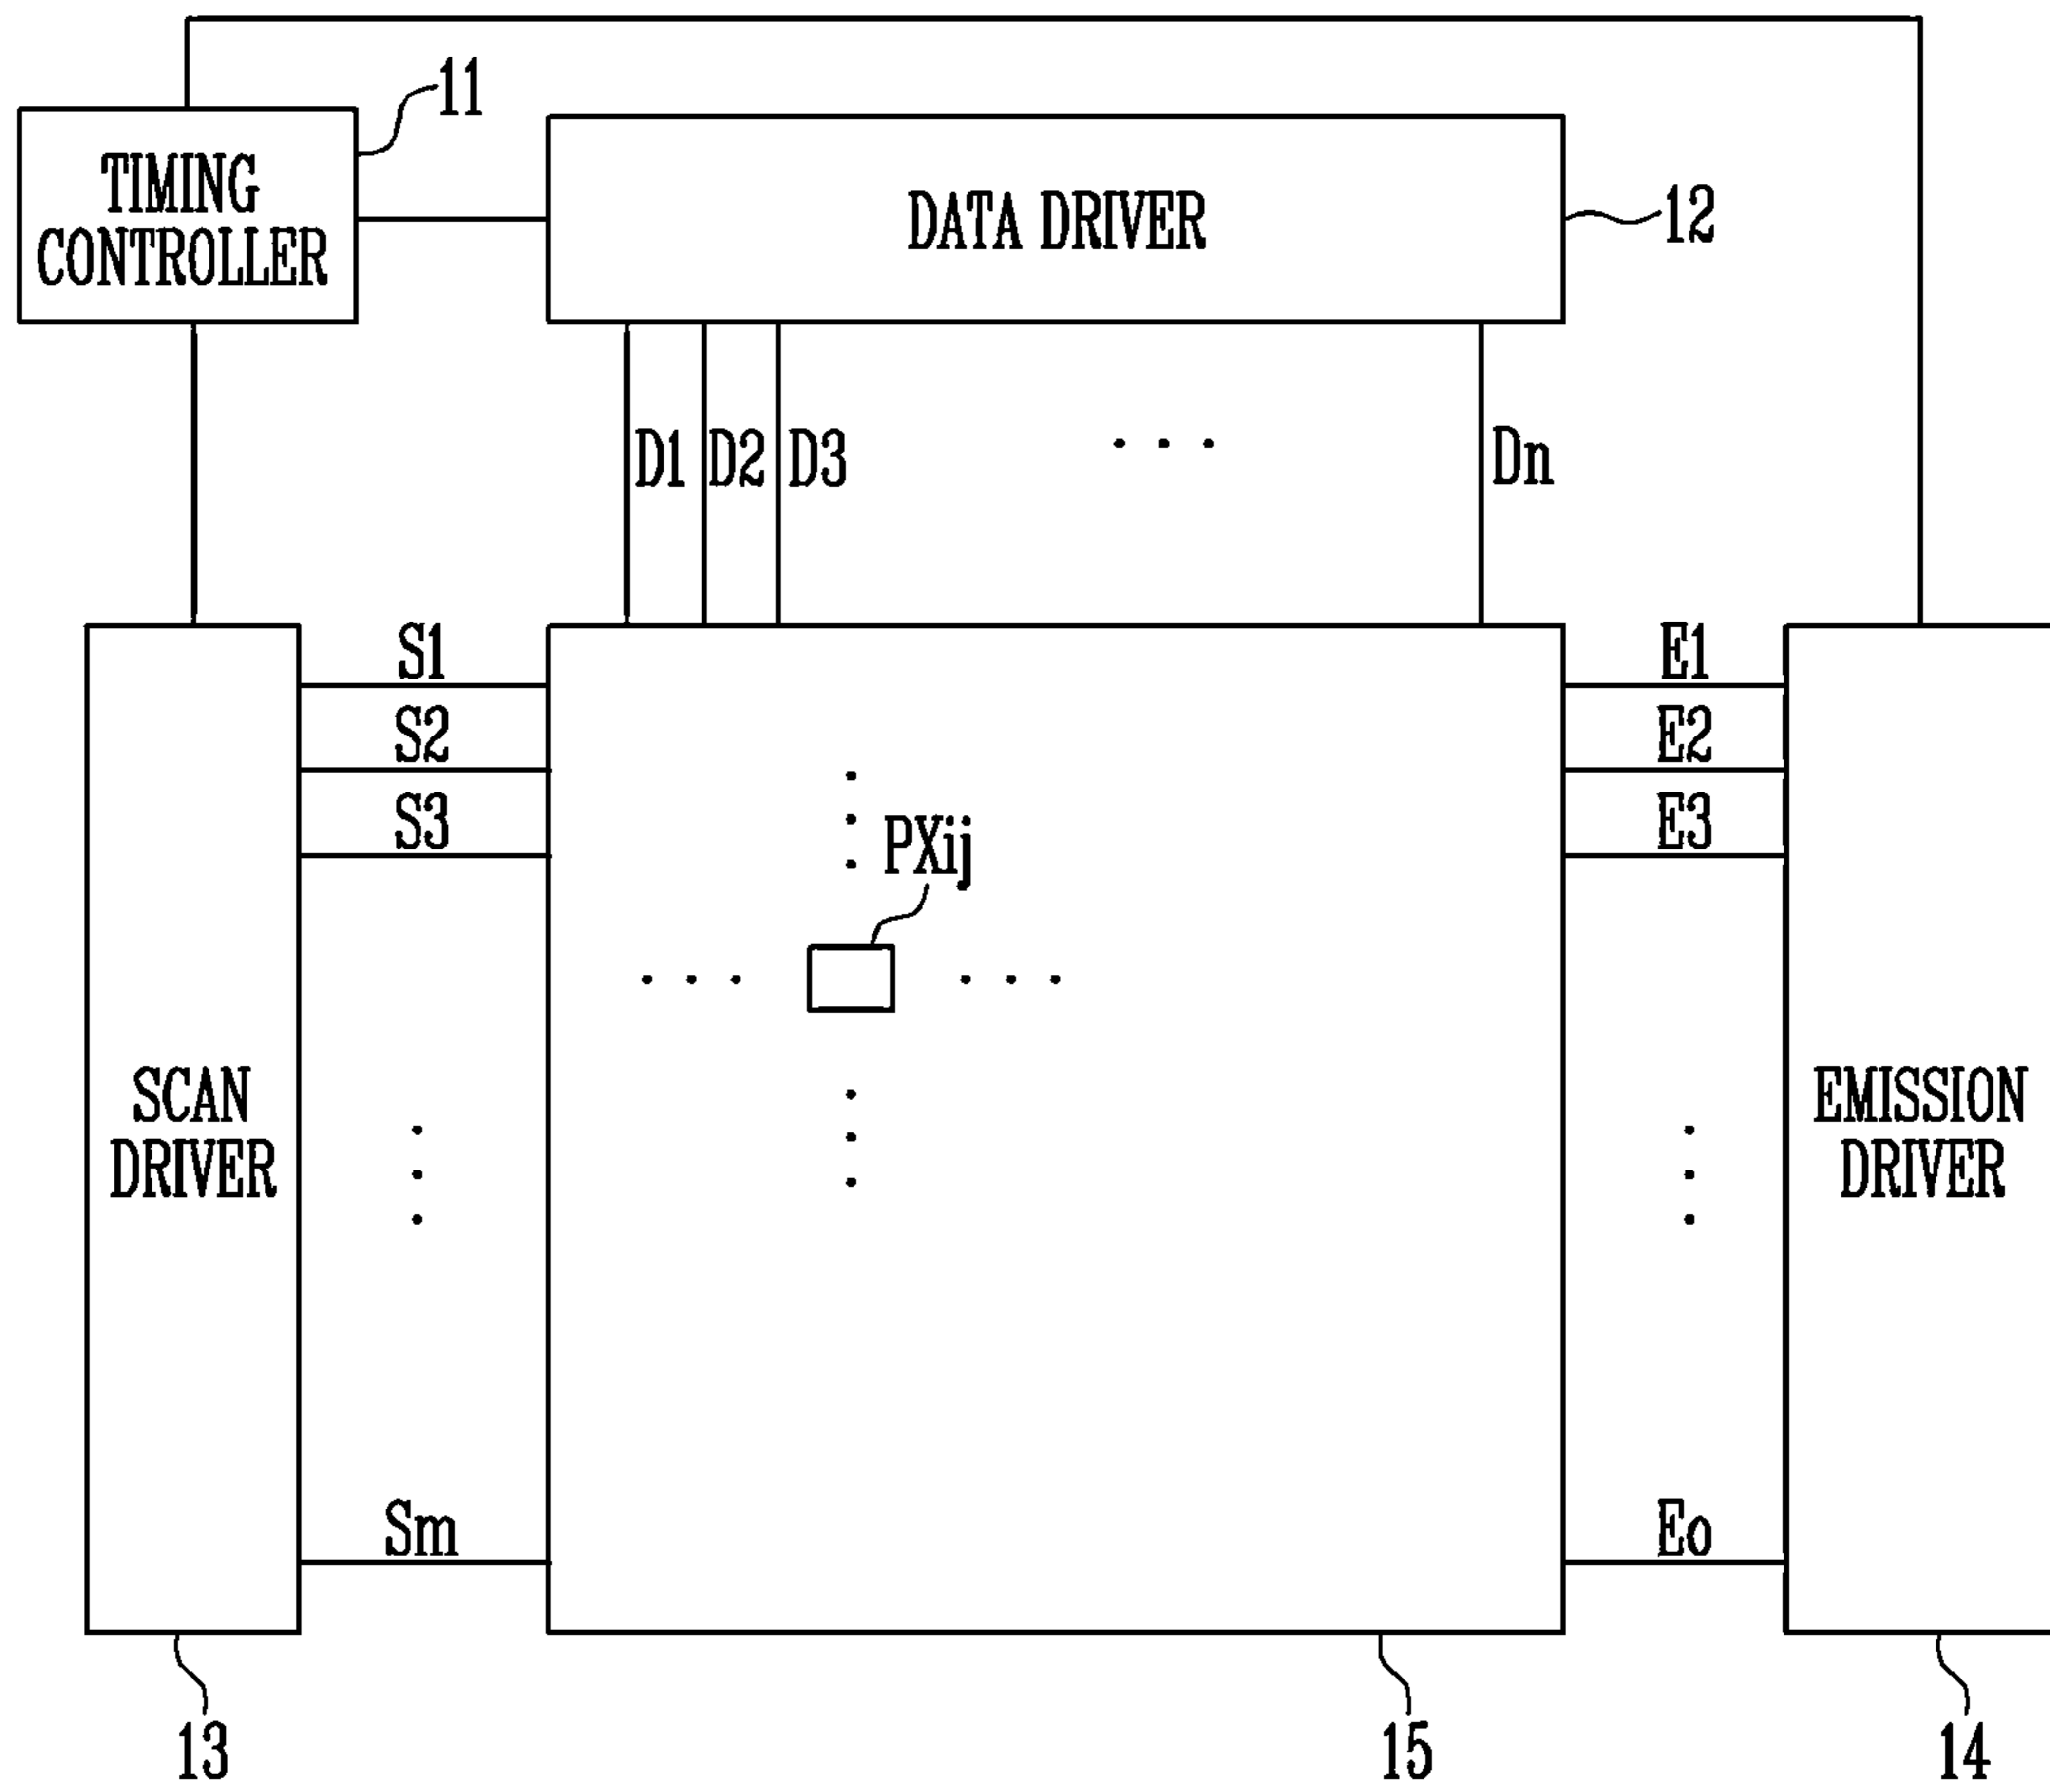 11
TIMING
CONTROLLER
DATA DRIVER
12
D1 D2 D3 ... Dn
S1
S2
S3
Sm
E1
E2
E3
Eo
PXij
SCAN
DRIVER
EMISSION
DRIVER
13
15
14